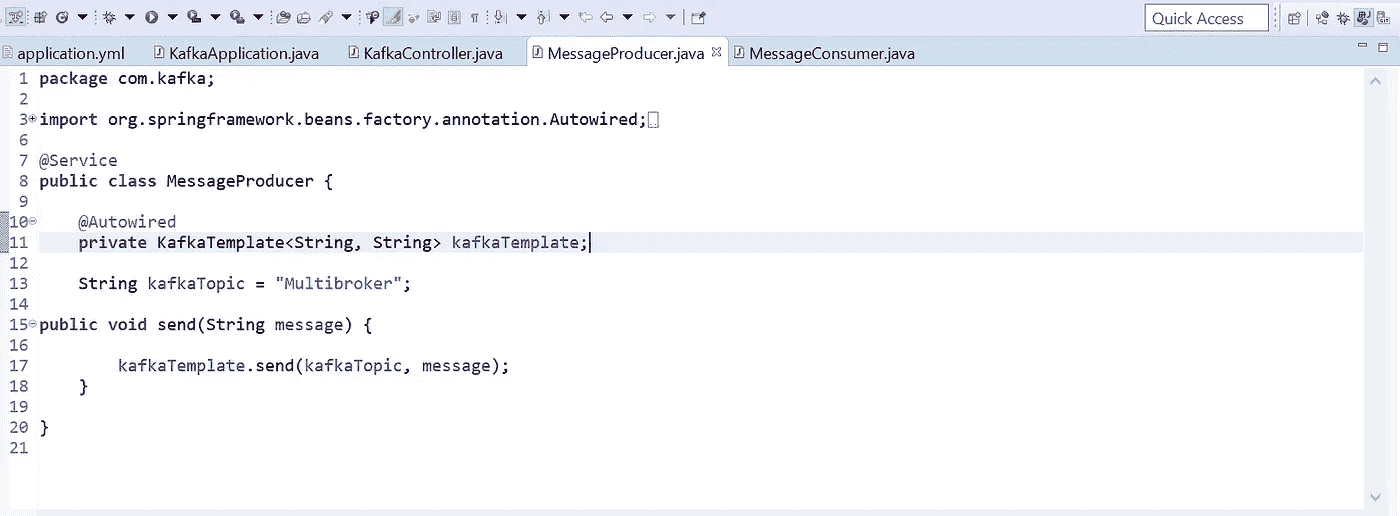 Quick Access
application.yml KafkaApplication.java KafkaController.java MessageProducer.java MessageConsumer.java
1 package com.kafka;
2
3 import org.springframework.beans.factory.annotation.Autowired;
6
7 @Service
8 public class MessageProducer {
9
10 @Autowired
11 private KafkaTemplate<String, String> kafkaTemplate;
12
13 String kafkaTopic = "Multibroker";
14
15 public void send(String message) {
16
17 kafkaTemplate.send(kafkaTopic, message);
18 }
19
20 }
21